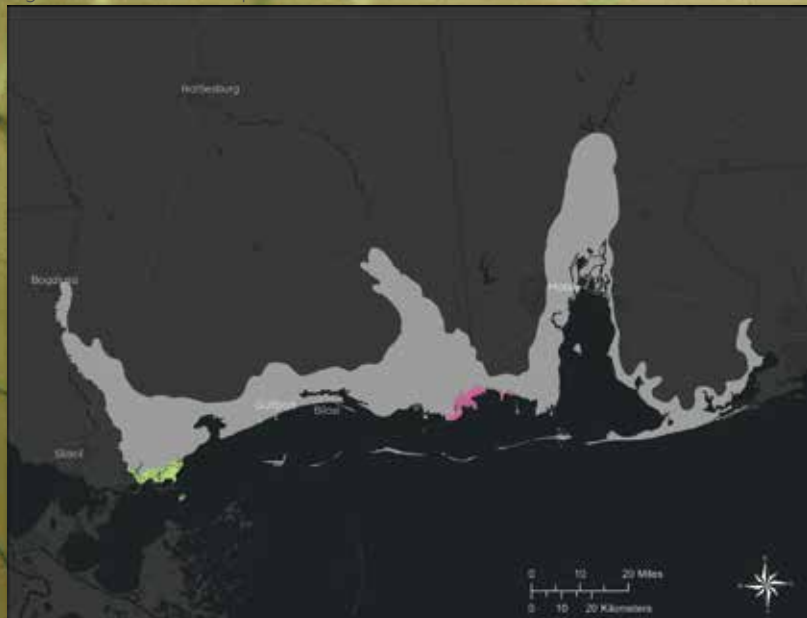 Hattiesburg
Bogalusa
Mobile
Gulfport
Biloxi
Slidell
0 10 20 Miles
0 10 20 Kilometers